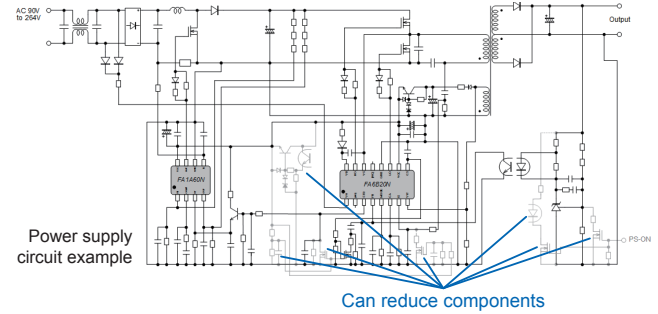 AC 90V
to 264V
Output
FA1A60N
FA6B20N
Power supply
circuit example
PS-ON
Can reduce components